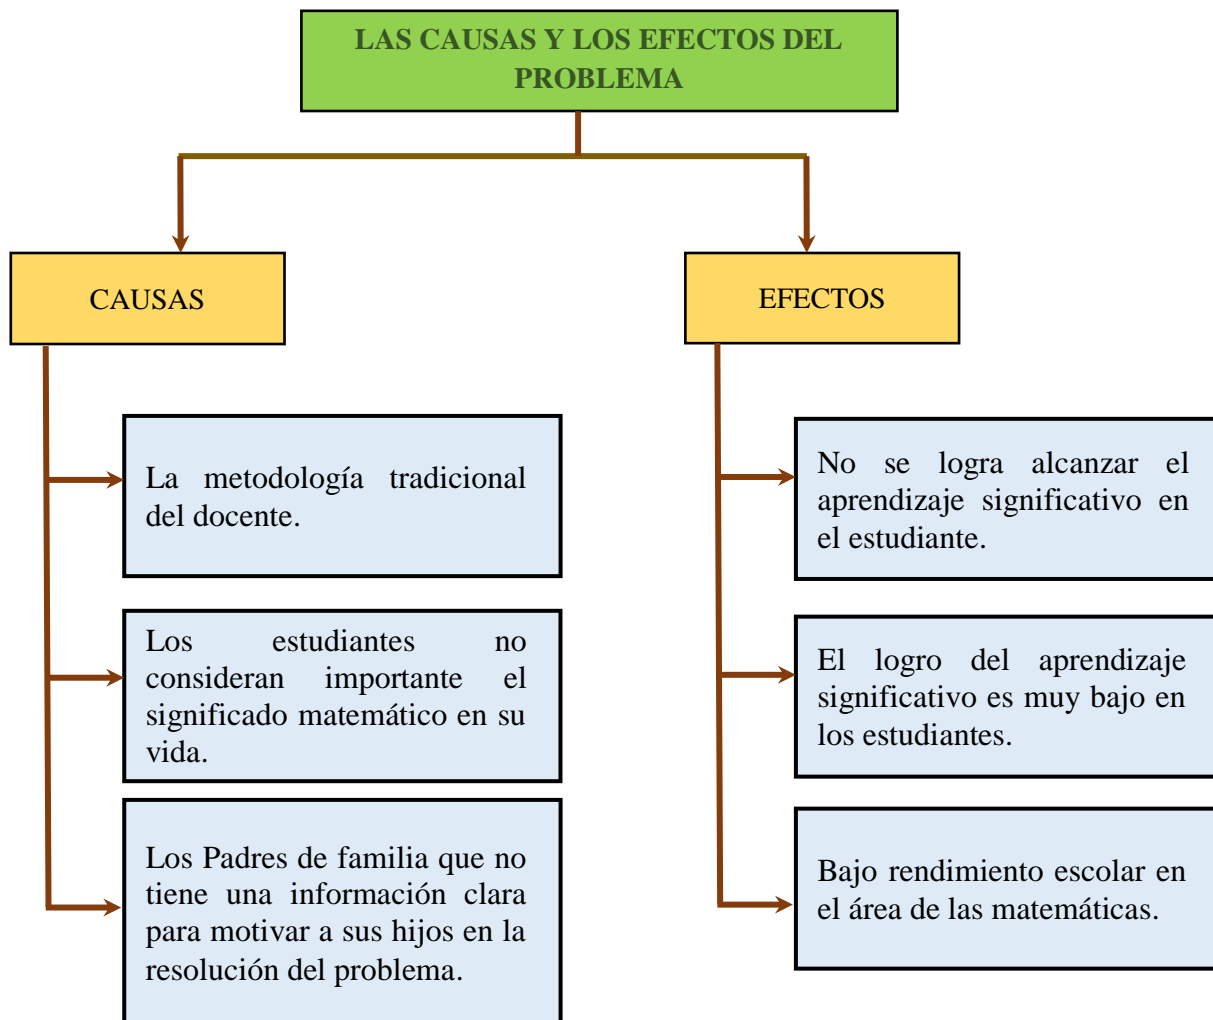 LAS CAUSAS Y LOS EFECTOS DEL
PROBLEMA
CAUSAS
La metodología tradicional
del docente.
Los estudiantes no
consideran importante el
significado matemático en su
vida.
Los Padres de familia que no
tiene una información clara
para motivar a sus hijos en la
resolución del problema.
EFECTOS
No se logra alcanzar el
aprendizaje significativo en
el estudiante.
El logro del aprendizaje
significativo es muy bajo en
los estudiantes.
Bajo rendimiento escolar en
el área de las matemáticas.